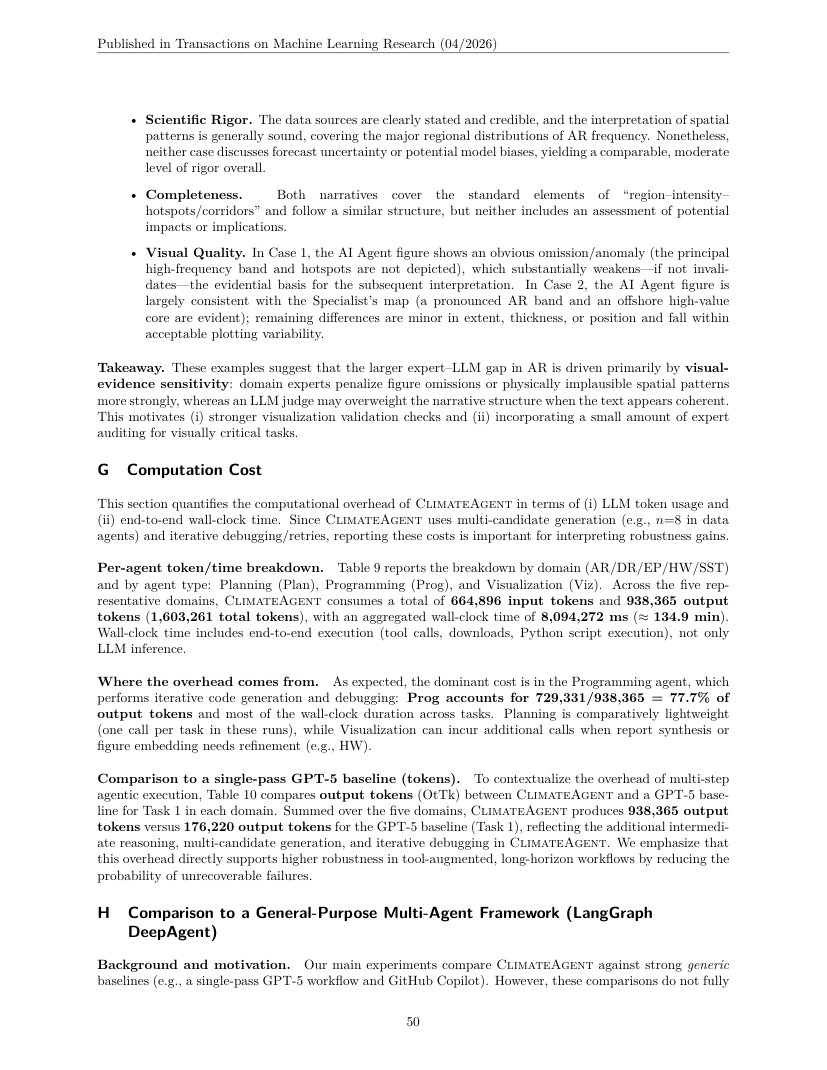 Published in Transactions on Machine Learning Research (04/2026)
• Scientific Rigor. The data sources are clearly stated and credible, and the interpretation of spatial
patterns is generally sound, covering the major regional distributions of AR frequency. Nonetheless,
neither case discusses forecast uncertainty or potential model biases, yielding a comparable, moderate
level of rigor overall.
• Completeness. Both narratives cover the standard elements of “region–intensity–
hotspots/corridors” and follow a similar structure, but neither includes an assessment of potential
impacts or implications.
• Visual Quality. In Case 1, the AI Agent figure shows an obvious omission/anomaly (the principal
high-frequency band and hotspots are not depicted), which substantially weakens—if not invali-
dates—the evidential basis for the subsequent interpretation. In Case 2, the AI Agent figure is
largely consistent with the Specialist’s map (a pronounced AR band and an offshore high-value
core are evident); remaining differences are minor in extent, thickness, or position and fall within
acceptable plotting variability.
Takeaway. These examples suggest that the larger expert–LLM gap in AR is driven primarily by visual-
evidence sensitivity: domain experts penalize figure omissions or physically implausible spatial patterns
more strongly, whereas an LLM judge may overweight the narrative structure when the text appears coherent.
This motivates (i) stronger visualization validation checks and (ii) incorporating a small amount of expert
auditing for visually critical tasks.
G Computation Cost
This section quantifies the computational overhead of ClimateAgent in terms of (i) LLM token usage and
(ii) end-to-end wall-clock time. Since ClimateAgent uses multi-candidate generation (e.g., n=8 in data
agents) and iterative debugging/retries, reporting these costs is important for interpreting robustness gains.
Per-agent token/time breakdown. Table 9 reports the breakdown by domain (AR/DR/EP/HW/SST)
and by agent type: Planning (Plan), Programming (Prog), and Visualization (Viz). Across the five rep-
resentative domains, ClimateAgent consumes a total of 664,896 input tokens and 938,365 output
tokens (1,603,261 total tokens), with an aggregated wall-clock time of 8,094,272 ms (≈ 134.9 min).
Wall-clock time includes end-to-end execution (tool calls, downloads, Python script execution), not only
LLM inference.
Where the overhead comes from. As expected, the dominant cost is in the Programming agent, which
performs iterative code generation and debugging: Prog accounts for 729,331/938,365 = 77.7% of
output tokens and most of the wall-clock duration across tasks. Planning is comparatively lightweight
(one call per task in these runs), while Visualization can incur additional calls when report synthesis or
figure embedding needs refinement (e.g., HW).
Comparison to a single-pass GPT-5 baseline (tokens). To contextualize the overhead of multi-step
agentic execution, Table 10 compares output tokens (OtTk) between ClimateAgent and a GPT-5 base-
line for Task 1 in each domain. Summed over the five domains, ClimateAgent produces 938,365 output
tokens versus 176,220 output tokens for the GPT-5 baseline (Task 1), reflecting the additional intermedi-
ate reasoning, multi-candidate generation, and iterative debugging in ClimateAgent. We emphasize that
this overhead directly supports higher robustness in tool-augmented, long-horizon workflows by reducing the
probability of unrecoverable failures.
H Comparison to a General-Purpose Multi-Agent Framework (LangGraph
DeepAgent)
Background and motivation. Our main experiments compare ClimateAgent against strong generic
baselines (e.g., a single-pass GPT-5 workflow and GitHub Copilot). However, these comparisons do not fully
50